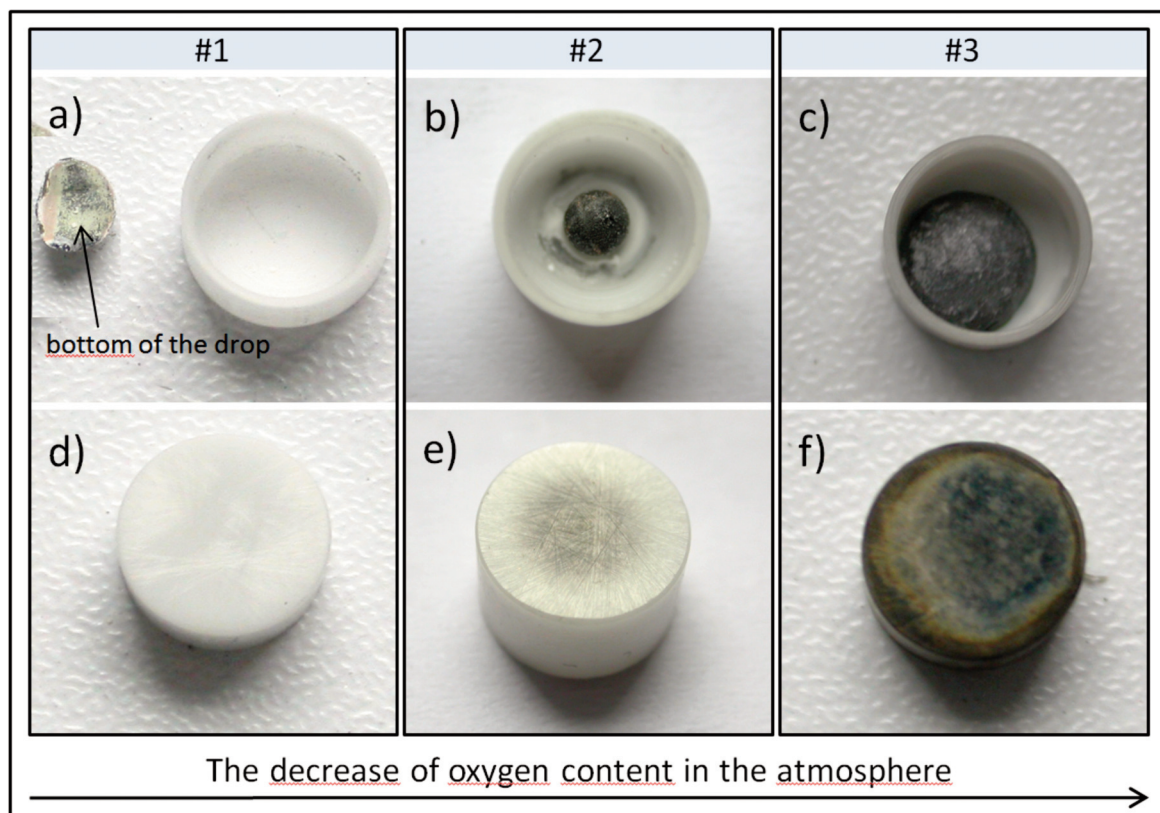 #1
#2
#3
a)
b)
c)
bottom of the drop
d)
e)
f)
The decrease of oxygen content in the atmosphere